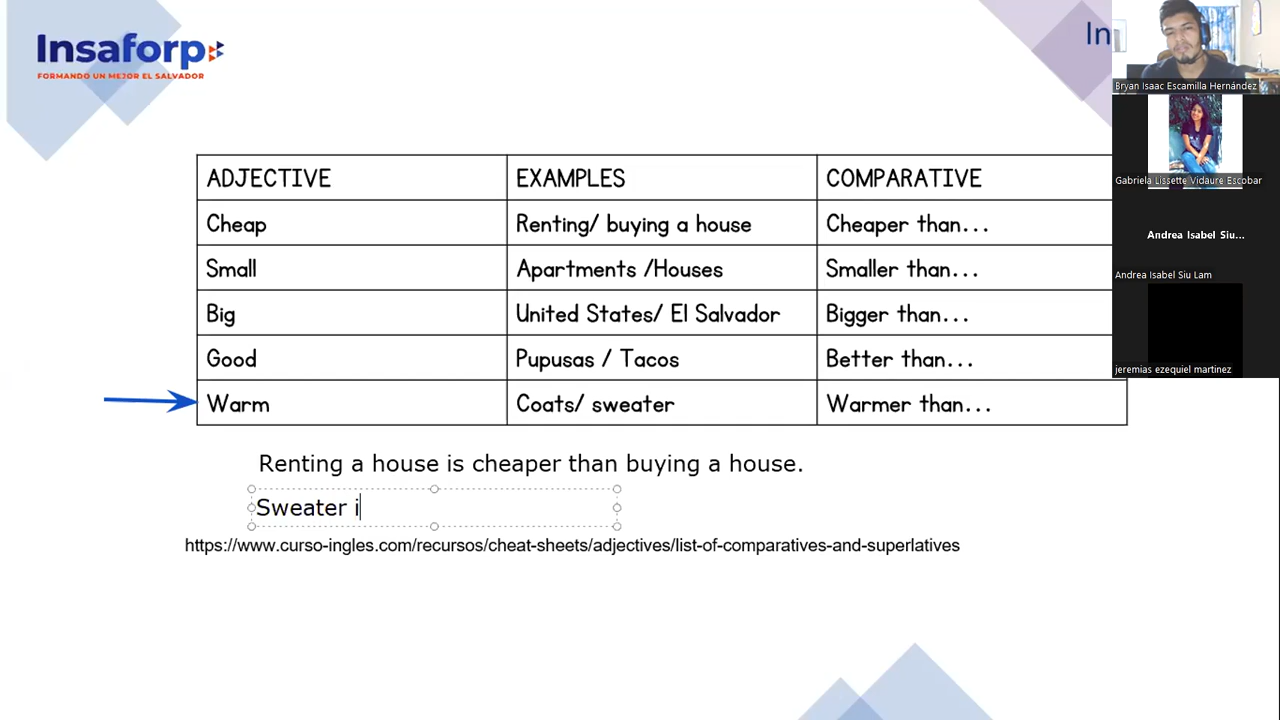 Insaforp
FORMANDO UN MEJOR EL SALVADOR
In
Bryan Isaac Escamilla Hernández
Gabriela Lissette Vidaure Escobar
Andrea Isabel Siu...
Andrea Isabel Siu Lam
jeremias ezequiel martinez
ADJECTIVE EXAMPLES COMPARATIVE
Cheap Renting/ buying a house Cheaper than...
Small Apartments /Houses Smaller than...
Big United States/ El Salvador Bigger than...
Good Pupusas / Tacos Better than...
Warm Coats/ sweater Warmer than...
Renting a house is cheaper than buying a house.
Sweater i
https://www.curso-ingles.com/recursos/cheat-sheets/adjectives/list-of-comparatives-and-superlatives